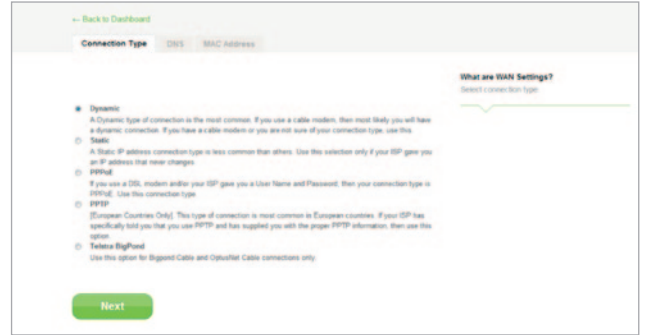 ← Back to Dashboard
Connection Type DNS MAC Address
What are WAN Settings?
Select connection type
Dynamic
A Dynamic type of connection is the most common. If you use a cable modem, then most likely you will have
a dynamic connection. If you have a cable modem or you are not sure of your connection type, use this.
Static
A Static IP address connection type is less common than others. Use this selection only if your ISP gave you
an IP address that never changes.
PPPoE
If you use a DSL modem and/or your ISP gave you a User Name and Password, then your connection type is
PPPoE. Use this connection type.
PPTP
[European Countries Only]. This type of connection is most common in European countries. If your ISP has
specifically told you that you use PPTP and has supplied you with the proper PPTP information, then use this
option.
Telstra BigPond
Use this option for Bigpond Cable and OptusNet Cable connections only.
Next